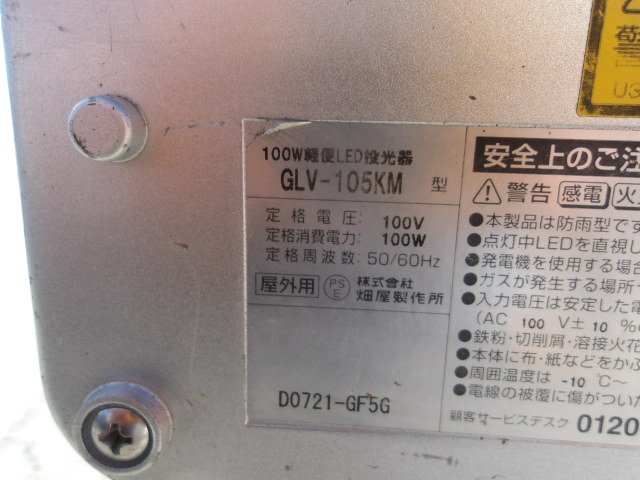 U3
100W軽便LED投光器
GLV-105KM 型
定格電圧: 100V
定格消費電力: 100W
定格周波数: 50/60Hz
屋外用 PSE 株式会社
畑屋製作所
D0721-GF5G
安全上のご注
警告 感電 火
●本製品は防雨型です
●点灯中LEDを直視し
●発電機を使用する場合
●ガスが発生する場所
●入力電圧は安定した電
(AC 100 V± 10 %
●鉄粉・切削屑・溶接火花
●本体に布・紙などをかぶ
●周囲温度は -10 ℃～
●電線の被覆に傷がついた
顧客サービスデスク 0120